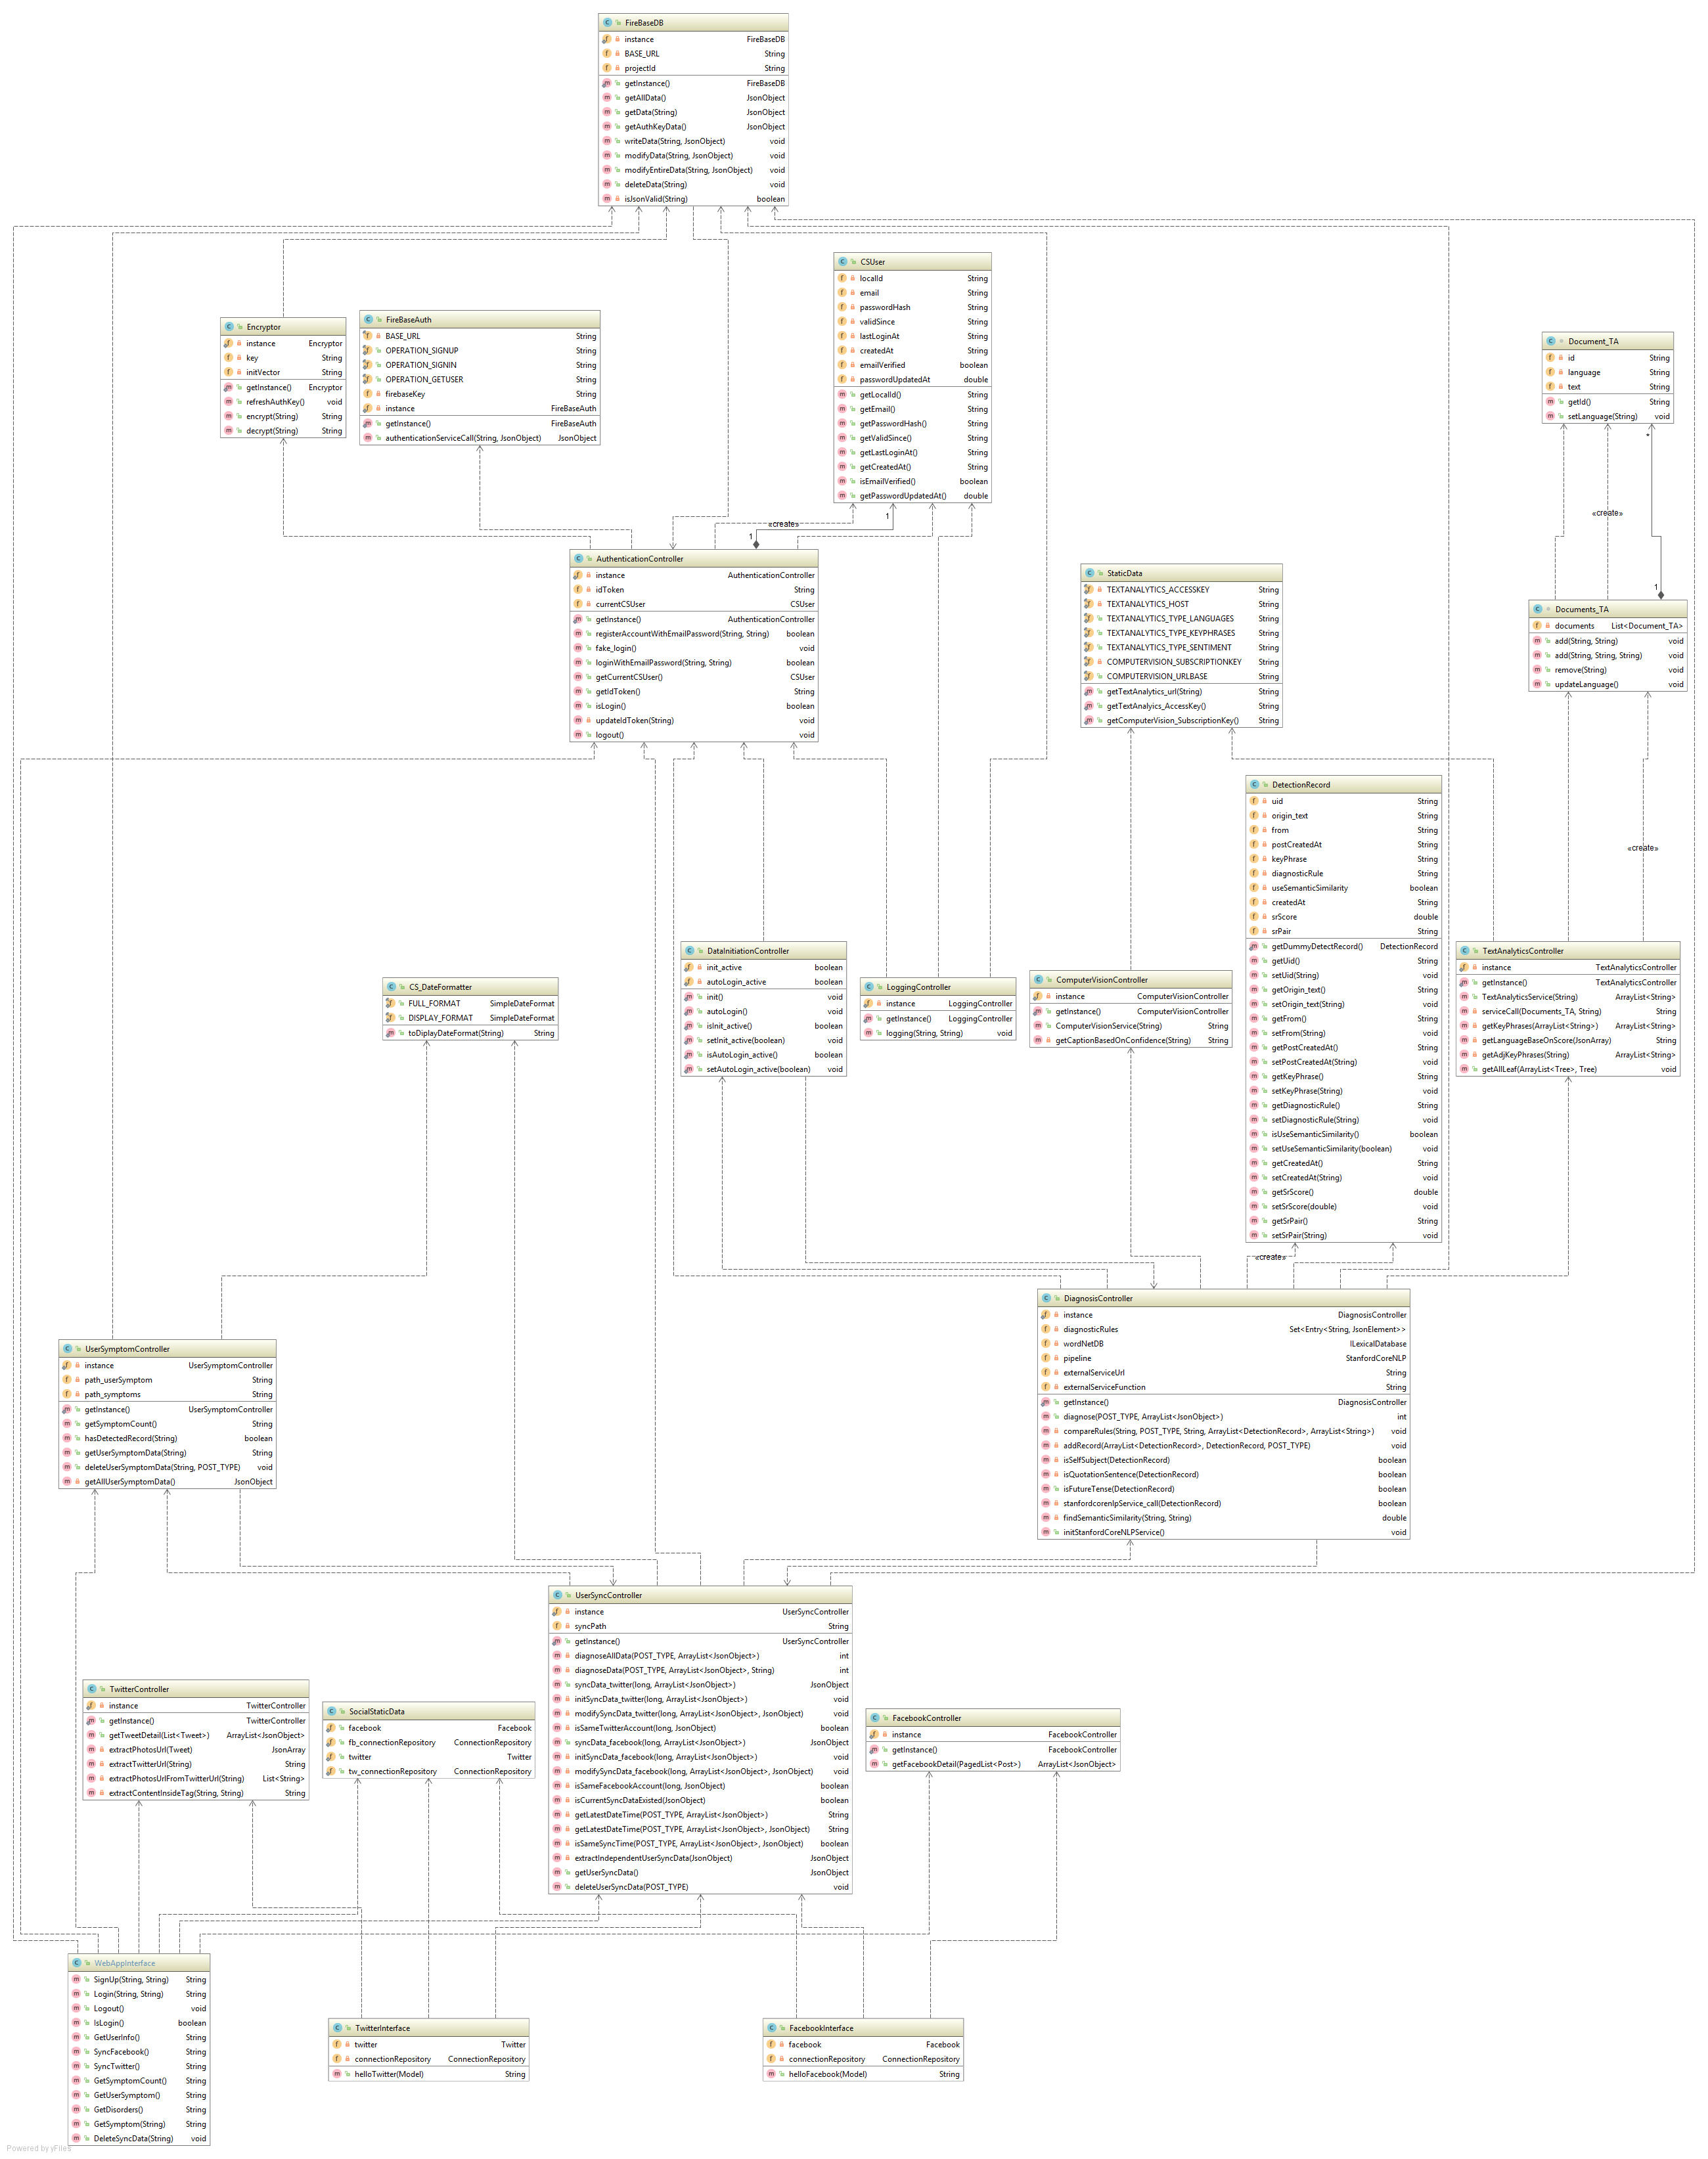 FireBaseDB
instance FireBaseDB
BASE_URL String
projectId String
getInstance() FireBaseDB
getAllData() JsonObject
getData(String) JsonObject
getAuthKeyData() JsonObject
writeData(String, JsonObject) void
modifyData(String, JsonObject) void
modifyEntireData(String, JsonObject) void
deleteData(String) void
isJsonValid(String) boolean
CSUser
localId String
email String
passwordHash String
validSince String
lastLoginAt String
createdAt String
emailVerified boolean
passwordUpdatedAt double
getLocalId() String
getEmail() String
getPasswordHash() String
getValidSince() String
getLastLoginAt() String
getCreatedAt() String
isEmailVerified() boolean
getPasswordUpdatedAt() double
Encryptor
instance Encryptor
key String
initVector String
getInstance() Encryptor
refreshAuthKey() void
encrypt(String) String
decrypt(String) String
FireBaseAuth
BASE_URL String
OPERATION_SIGNUP String
OPERATION_SIGNIN String
OPERATION_GETUSER String
firebaseKey String
instance FireBaseAuth
getInstance() FireBaseAuth
authenticationServiceCall(String, JsonObject) JsonObject
Document_TA
id String
language String
text String
getId() String
setLanguage(String) void
*
«create»
1
«create»
1
1
AuthenticationController
instance AuthenticationController
idToken String
currentCSUser CSUser
getInstance() AuthenticationController
registerAccountWithEmailPassword(String, String) boolean
fake_login() void
loginWithEmailPassword(String, String) boolean
getCurrentCSUser() CSUser
getIdToken() String
isLogin() boolean
updateIdToken(String) void
logout() void
StaticData
TEXTANALYTICS_ACCESSKEY String
TEXTANALYTICS_HOST String
TEXTANALYTICS_TYPE_LANGUAGES String
TEXTANALYTICS_TYPE_KEYPHRASES String
TEXTANALYTICS_TYPE_SENTIMENT String
COMPUTERVISION_SUBSCRIPTIONKEY String
COMPUTERVISION_URLBASE String
getTextAnalytics_url(String) String
getTextAnalyics_AccessKey() String
getComputerVision_SubscriptionKey() String
Documents_TA
documents List<Document_TA>
add(String, String) void
add(String, String, String) void
remove(String) void
updateLanguage() void
«create»
DetectionRecord
uid String
origin_text String
from String
postCreatedAt String
keyPhrase String
diagnosticRule String
useSemanticSimilarity boolean
createdAt String
srScore double
srPair String
getDummyDetectRecord() DetectionRecord
getUid() String
setUid(String) void
getOrigin_text() String
setOrigin_text(String) void
getFrom() String
setFrom(String) void
getPostCreatedAt() String
setPostCreatedAt(String) void
getKeyPhrase() String
setKeyPhrase(String) void
getDiagnosticRule() String
setDiagnosticRule(String) void
isUseSemanticSimilarity() boolean
setUseSemanticSimilarity(boolean) void
getCreatedAt() String
setCreatedAt(String) void
getSrScore() double
setSrScore(double) void
getSrPair() String
setSrPair(String) void
DataInitiationController
init_active boolean
autoLogin_active boolean
init() void
autoLogin() void
isInit_active() boolean
setInit_active(boolean) void
isAutoLogin_active() boolean
setAutoLogin_active(boolean) void
TextAnalyticsController
instance TextAnalyticsController
getInstance() TextAnalyticsController
TextAnalyticsService(String) ArrayList<String>
serviceCall(Documents_TA, String) String
getKeyPhrases(ArrayList<String>) ArrayList<String>
getLanguageBaseOnScore(JsonArray) String
getAdjKeyPhrases(String) ArrayList<String>
getAllLeaf(ArrayList<Tree>, Tree) void
CS_DateFormatter
FULL_FORMAT SimpleDateFormat
DISPLAY_FORMAT SimpleDateFormat
toDiplayDateFormat(String) String
LoggingController
instance LoggingController
getInstance() LoggingController
logging(String, String) void
ComputerVisionController
instance ComputerVisionController
getInstance() ComputerVisionController
ComputerVisionService(String) String
getCaptionBasedOnConfidence(String) String
«create»
DiagnosisController
instance DiagnosisController
diagnosticRules Set<Entry<String, JsonElement>>
wordNetDB ILexicalDatabase
pipeline StanfordCoreNLP
externalServiceUrl String
externalServiceFunction String
getInstance() DiagnosisController
diagnose(POST_TYPE, ArrayList<JsonObject>) int
compareRules(String, POST_TYPE, String, ArrayList<DetectionRecord>, ArrayList<String>) void
addRecord(ArrayList<DetectionRecord>, DetectionRecord, POST_TYPE) void
isSelfSubject(DetectionRecord) boolean
isQuotationSentence(DetectionRecord) boolean
isFutureTense(DetectionRecord) boolean
stanfordcorenlpService_call(DetectionRecord) boolean
findSemanticSimilarity(String, String) double
initStanfordCoreNLPService() void
UserSymptomController
instance UserSymptomController
path_userSymptom String
path_symptoms String
getInstance() UserSymptomController
getSymptomCount() String
hasDetectedRecord(String) boolean
getUserSymptomData(String) String
deleteUserSymptomData(String, POST_TYPE) void
getAllUserSymptomData() JsonObject
UserSyncController
instance UserSyncController
syncPath String
getInstance() UserSyncController
diagnoseAllData(POST_TYPE, ArrayList<JsonObject>) int
diagnoseData(POST_TYPE, ArrayList<JsonObject>, String) int
syncData_twitter(long, ArrayList<JsonObject>) JsonObject
initSyncData_twitter(long, ArrayList<JsonObject>) void
modifySyncData_twitter(long, ArrayList<JsonObject>, JsonObject) void
isSameTwitterAccount(long, JsonObject) boolean
syncData_facebook(long, ArrayList<JsonObject>) JsonObject
initSyncData_facebook(long, ArrayList<JsonObject>) void
modifySyncData_facebook(long, ArrayList<JsonObject>, JsonObject) void
isSameFacebookAccount(long, JsonObject) boolean
isCurrentSyncDataExisted(JsonObject) boolean
getLatestDateTime(POST_TYPE, ArrayList<JsonObject>) String
getLatestDateTime(POST_TYPE, ArrayList<JsonObject>, JsonObject) String
isSameSyncTime(POST_TYPE, ArrayList<JsonObject>, JsonObject) boolean
extractIndependentUserSyncData(JsonObject) JsonObject
getUserSyncData() JsonObject
deleteUserSyncData(POST_TYPE) void
TwitterController
instance TwitterController
getInstance() TwitterController
getTweetDetail(List<Tweet>) ArrayList<JsonObject>
extractPhotosUrl(Tweet) JsonArray
extractTwitterUrl(String) String
extractPhotosUrlFromTwitterUrl(String) List<String>
extractContentInsideTag(String, String) String
SocialStaticData
facebook Facebook
fb_connectionRepository ConnectionRepository
twitter Twitter
tw_connectionRepository ConnectionRepository
FacebookController
instance FacebookController
getInstance() FacebookController
getFacebookDetail(PagedList<Post>) ArrayList<JsonObject>
WebAppInterface
SignUp(String, String) String
Login(String, String) String
Logout() void
IsLogin() boolean
GetUserInfo() String
SyncFacebook() String
SyncTwitter() String
GetSymptomCount() String
GetUserSymptom() String
GetDisorders() String
GetSymptom(String) String
DeleteSyncData(String) void
TwitterInterface
twitter Twitter
connectionRepository ConnectionRepository
helloTwitter(Model) String
FacebookInterface
facebook Facebook
connectionRepository ConnectionRepository
helloFacebook(Model) String
Powered by yFiles